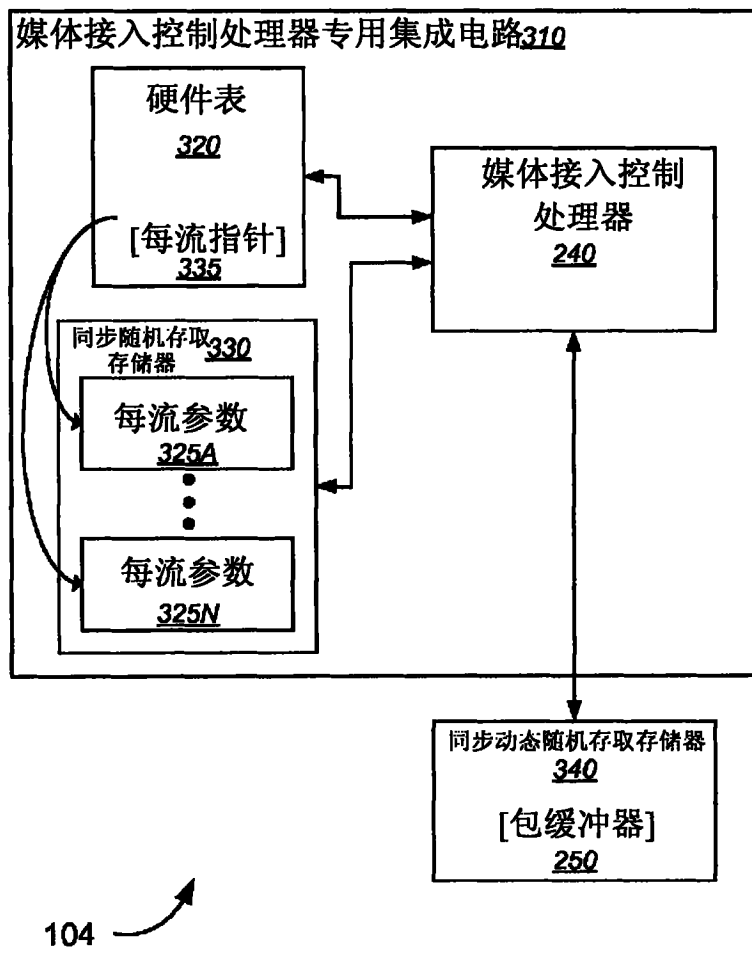 媒体接入控制处理器专用集成电路310
硬件表
320
[每流指针]
335
媒体接入控制
处理器
240
同步随机存取
存储器 330
每流参数
325A
每流参数
325N
同步动态随机存取存储器
340
[包缓冲器]
250
104